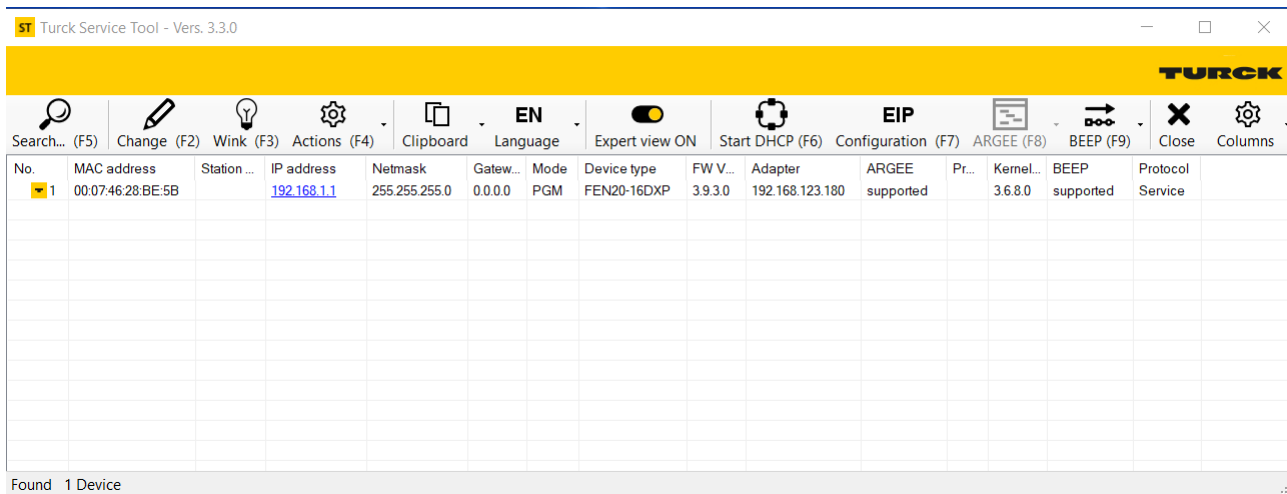 ST Turck Service Tool - Vers. 3.3.0
TURCK
EN EIP
Search... (F5) Change (F2) Wink (F3) Actions (F4) Clipboard Language Expert view ON Start DHCP (F6) Configuration (F7) ARGEE (F8) BEEP (F9) Close Columns
No. MAC address Station ... IP address Netmask Gatew... Mode Device type FW V... Adapter ARGEE Pr... Kernel... BEEP Protocol
1 00:07:46:28:BE:5B 192.168.1.1 255.255.255.0 0.0.0.0 PGM FEN20-16DXP 3.9.3.0 192.168.123.180 supported 3.6.8.0 supported Service
Found 1 Device